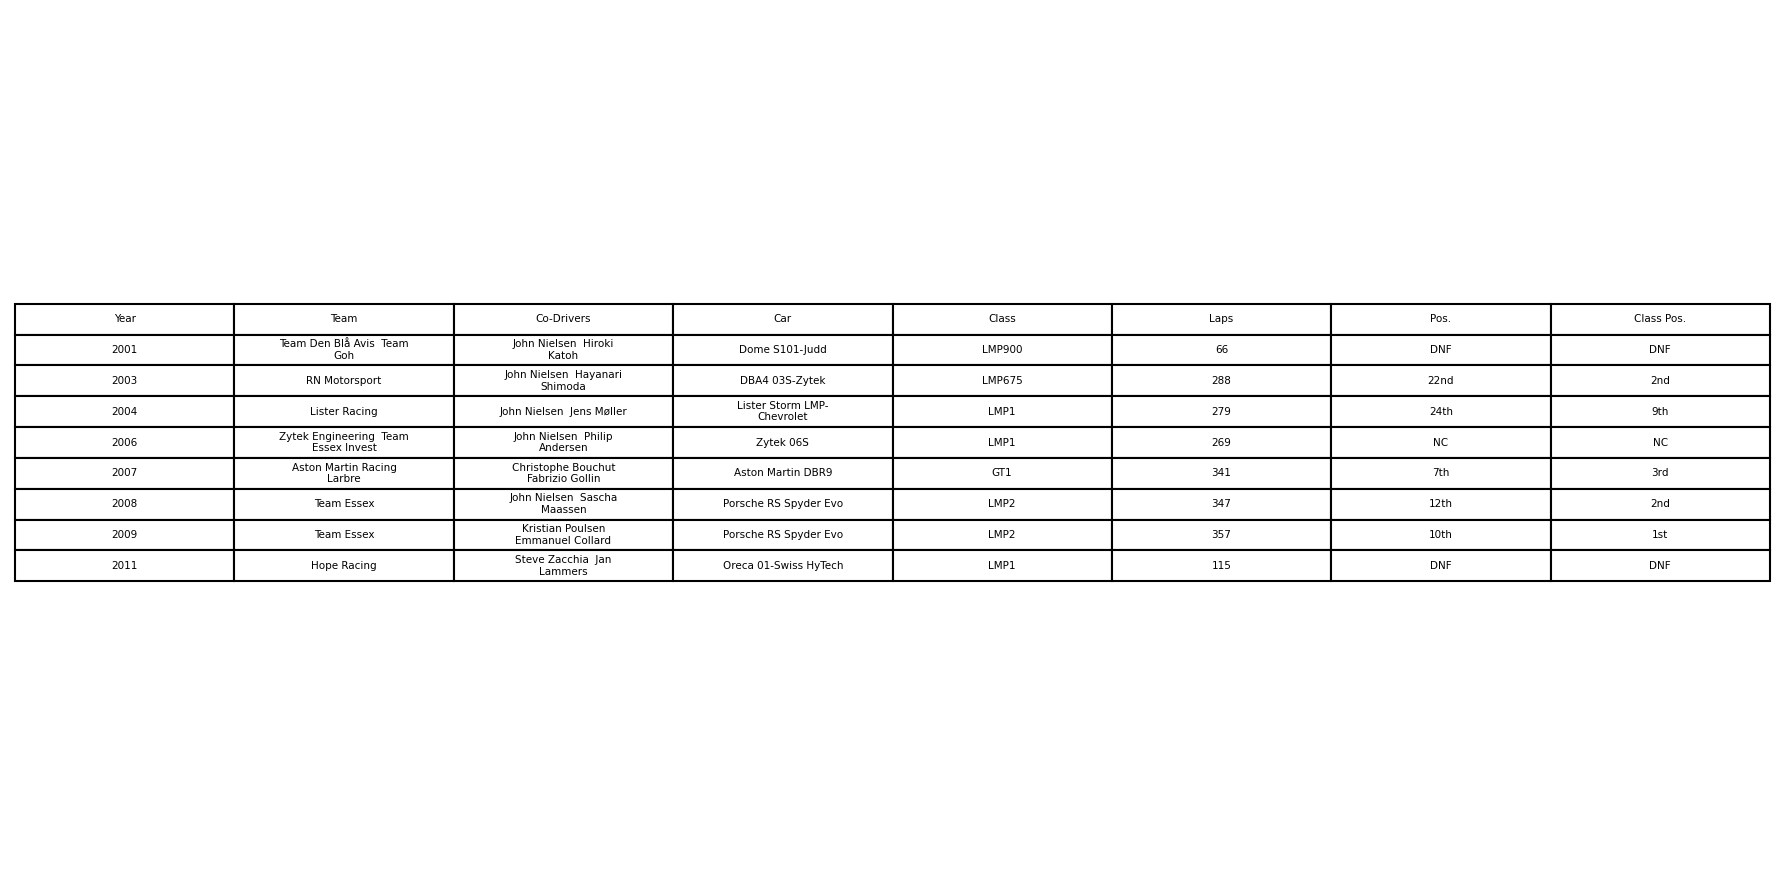 Year Team Co-Drivers Car Class Laps Pos. Class Pos.
2001 Team Den Blå Avis  Team Goh John Nielsen  Hiroki Katoh Dome S101-Judd LMP900 66 DNF DNF
2003 RN Motorsport John Nielsen  Hayanari Shimoda DBA4 03S-Zytek LMP675 288 22nd 2nd
2004 Lister Racing John Nielsen  Jens Møller Lister Storm LMP-Chevrolet LMP1 279 24th 9th
2006 Zytek Engineering  Team Essex Invest John Nielsen  Philip Andersen Zytek 06S LMP1 269 NC NC
2007 Aston Martin Racing Larbre Christophe Bouchut Fabrizio Gollin Aston Martin DBR9 GT1 341 7th 3rd
2008 Team Essex John Nielsen  Sascha Maassen Porsche RS Spyder Evo LMP2 347 12th 2nd
2009 Team Essex Kristian Poulsen Emmanuel Collard Porsche RS Spyder Evo LMP2 357 10th 1st
2011 Hope Racing Steve Zacchia  Jan Lammers Oreca 01-Swiss HyTech LMP1 115 DNF DNF